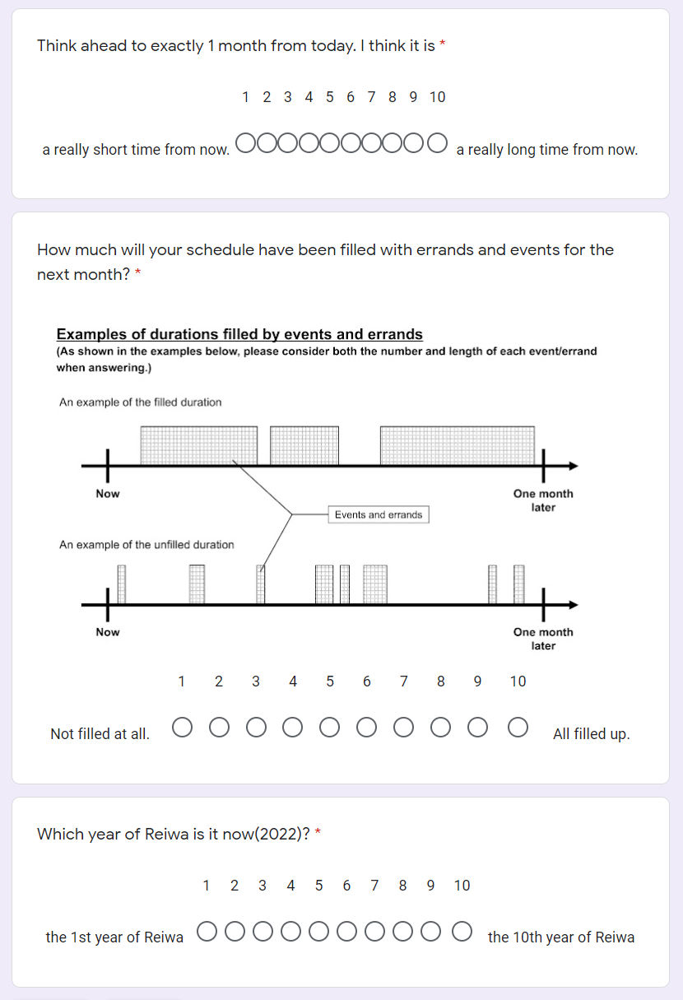 Think ahead to exactly 1 month from today. I think it is *
1 2 3 4 5 6 7 8 9 10
a really short time from now. a really long time from now.
How much will your schedule have been filled with errands and events for the
next month? *
Examples of durations filled by events and errands
(As shown in the examples below, please consider both the number and length of each event/errand
when answering.)
An example of the filled duration
Now One month
later
Events and errands
An example of the unfilled duration
Now One month
later
1 2 3 4 5 6 7 8 9 10
Not filled at all. All filled up.
Which year of Reiwa is it now(2022)? *
1 2 3 4 5 6 7 8 9 10
the 1st year of Reiwa the 10th year of Reiwa